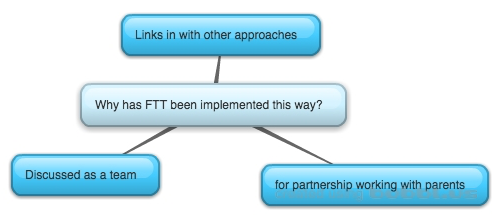 Links in with other approaches
Why has FTT been implemented this way?
Discussed as a team
for partnership working with parents